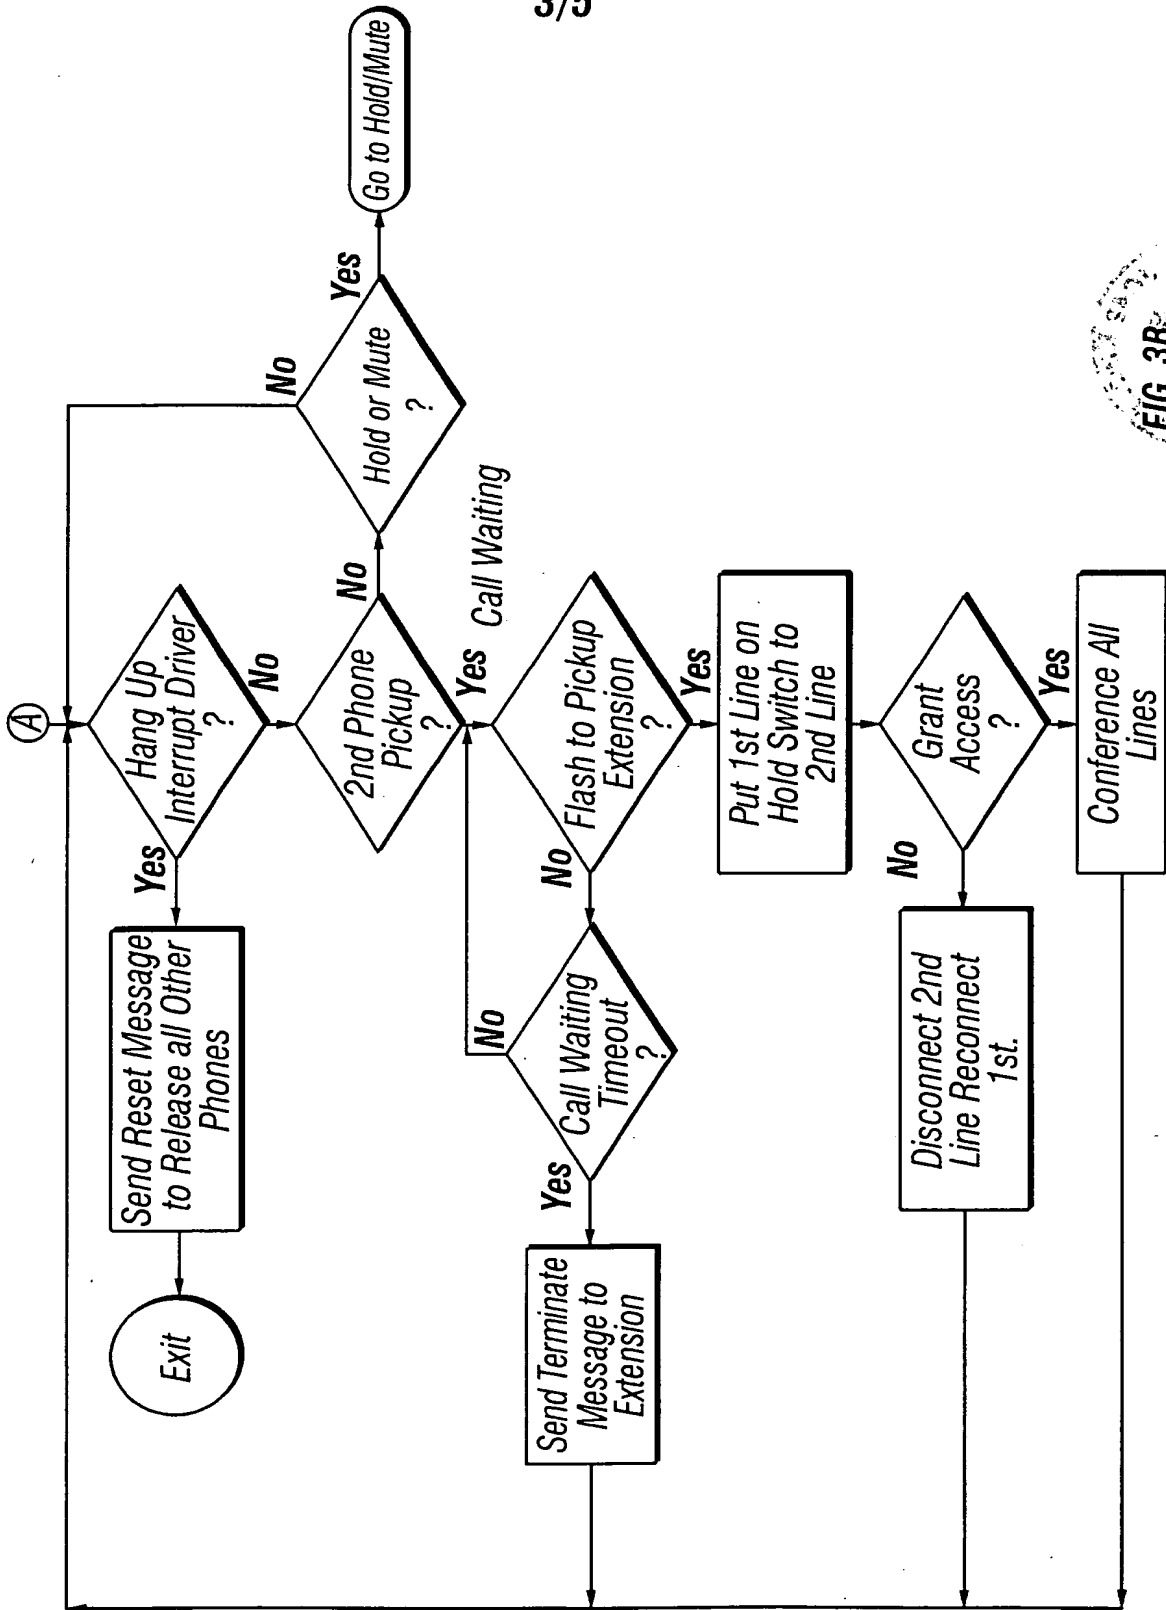 3/5
A
Hang Up
Interrupt Driver
?
Yes
No
Send Reset Message
to Release all Other
Phones
Exit
2nd Phone
Pickup
?
No
Yes
Hold or Mute
?
No
Yes
Go to Hold/Mute
Call Waiting
Flash to Pickup
Extension
?
No
Yes
Call Waiting
Timeout
?
No
Yes
Send Terminate
Message to
Extension
Put 1st Line on
Hold Switch to
2nd Line
Grant
Access
?
No
Yes
Disconnect 2nd
Line Reconnect
1st.
Conference All
Lines
FIG. 3B